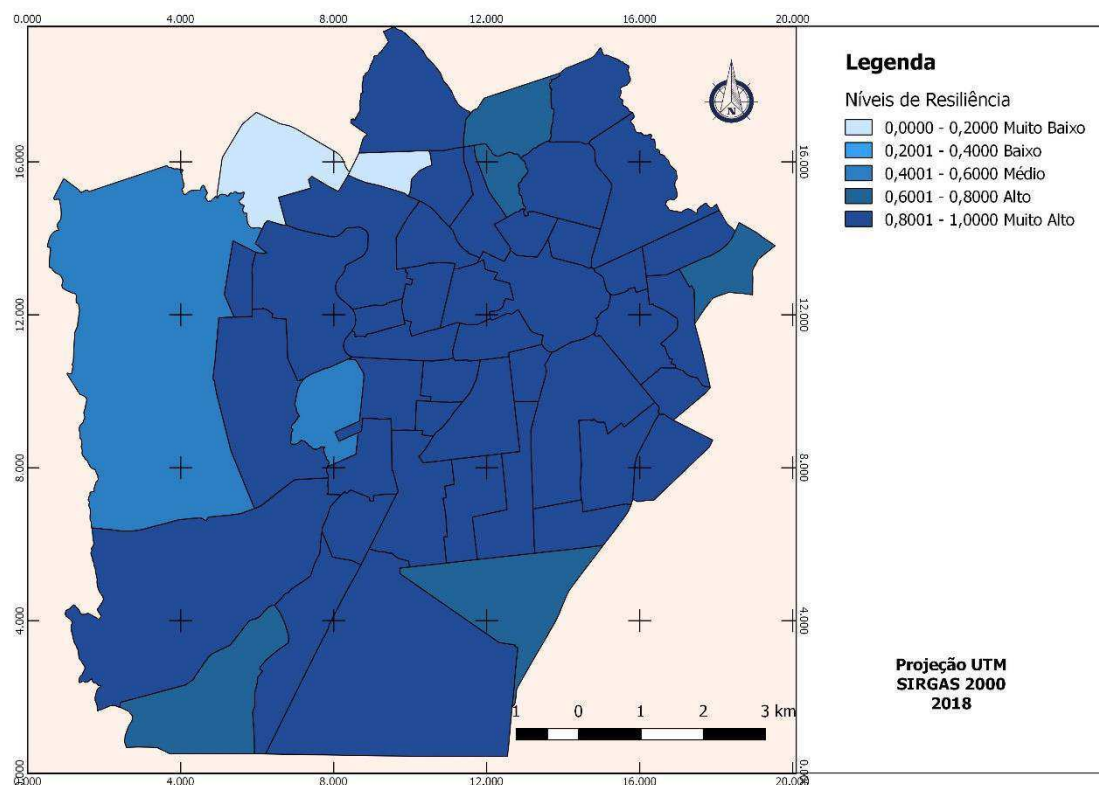 0.000 4.000 8.000 12.000 16.000 20.000
16.000 16.000
12.000 12.000
8.000 8.000
4.000 4.000
0.000 0.000
0.000 4.000 8.000 12.000 16.000 20.000
1 0 1 2 3 km
N
Legenda
Níveis de Resiliência
0,0000 - 0,2000 Muito Baixo
0,2001 - 0,4000 Baixo
0,4001 - 0,6000 Médio
0,6001 - 0,8000 Alto
0,8001 - 1,0000 Muito Alto
Projeção UTM
SIRGAS 2000
2018